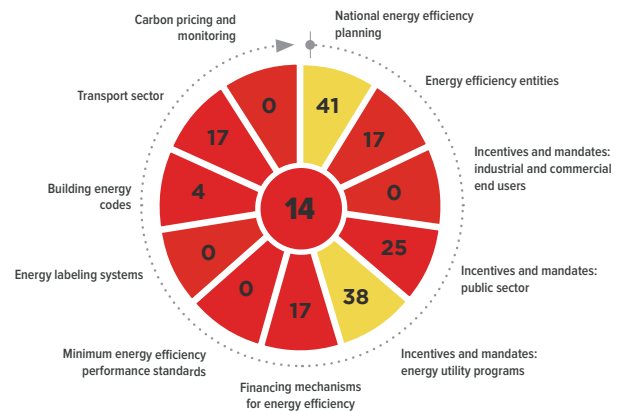 Carbon pricing and
monitoring
National energy efficiency
planning
Transport sector
Energy efficiency entities
0
41
17
17
Incentives and mandates:
industrial and commercial
end users
Building energy
codes
4
14
0
0
25
Energy labeling systems
Incentives and mandates:
public sector
0
38
17
Minimum energy efficiency
performance standards
Incentives and mandates:
energy utility programs
Financing mechanisms
for energy efficiency